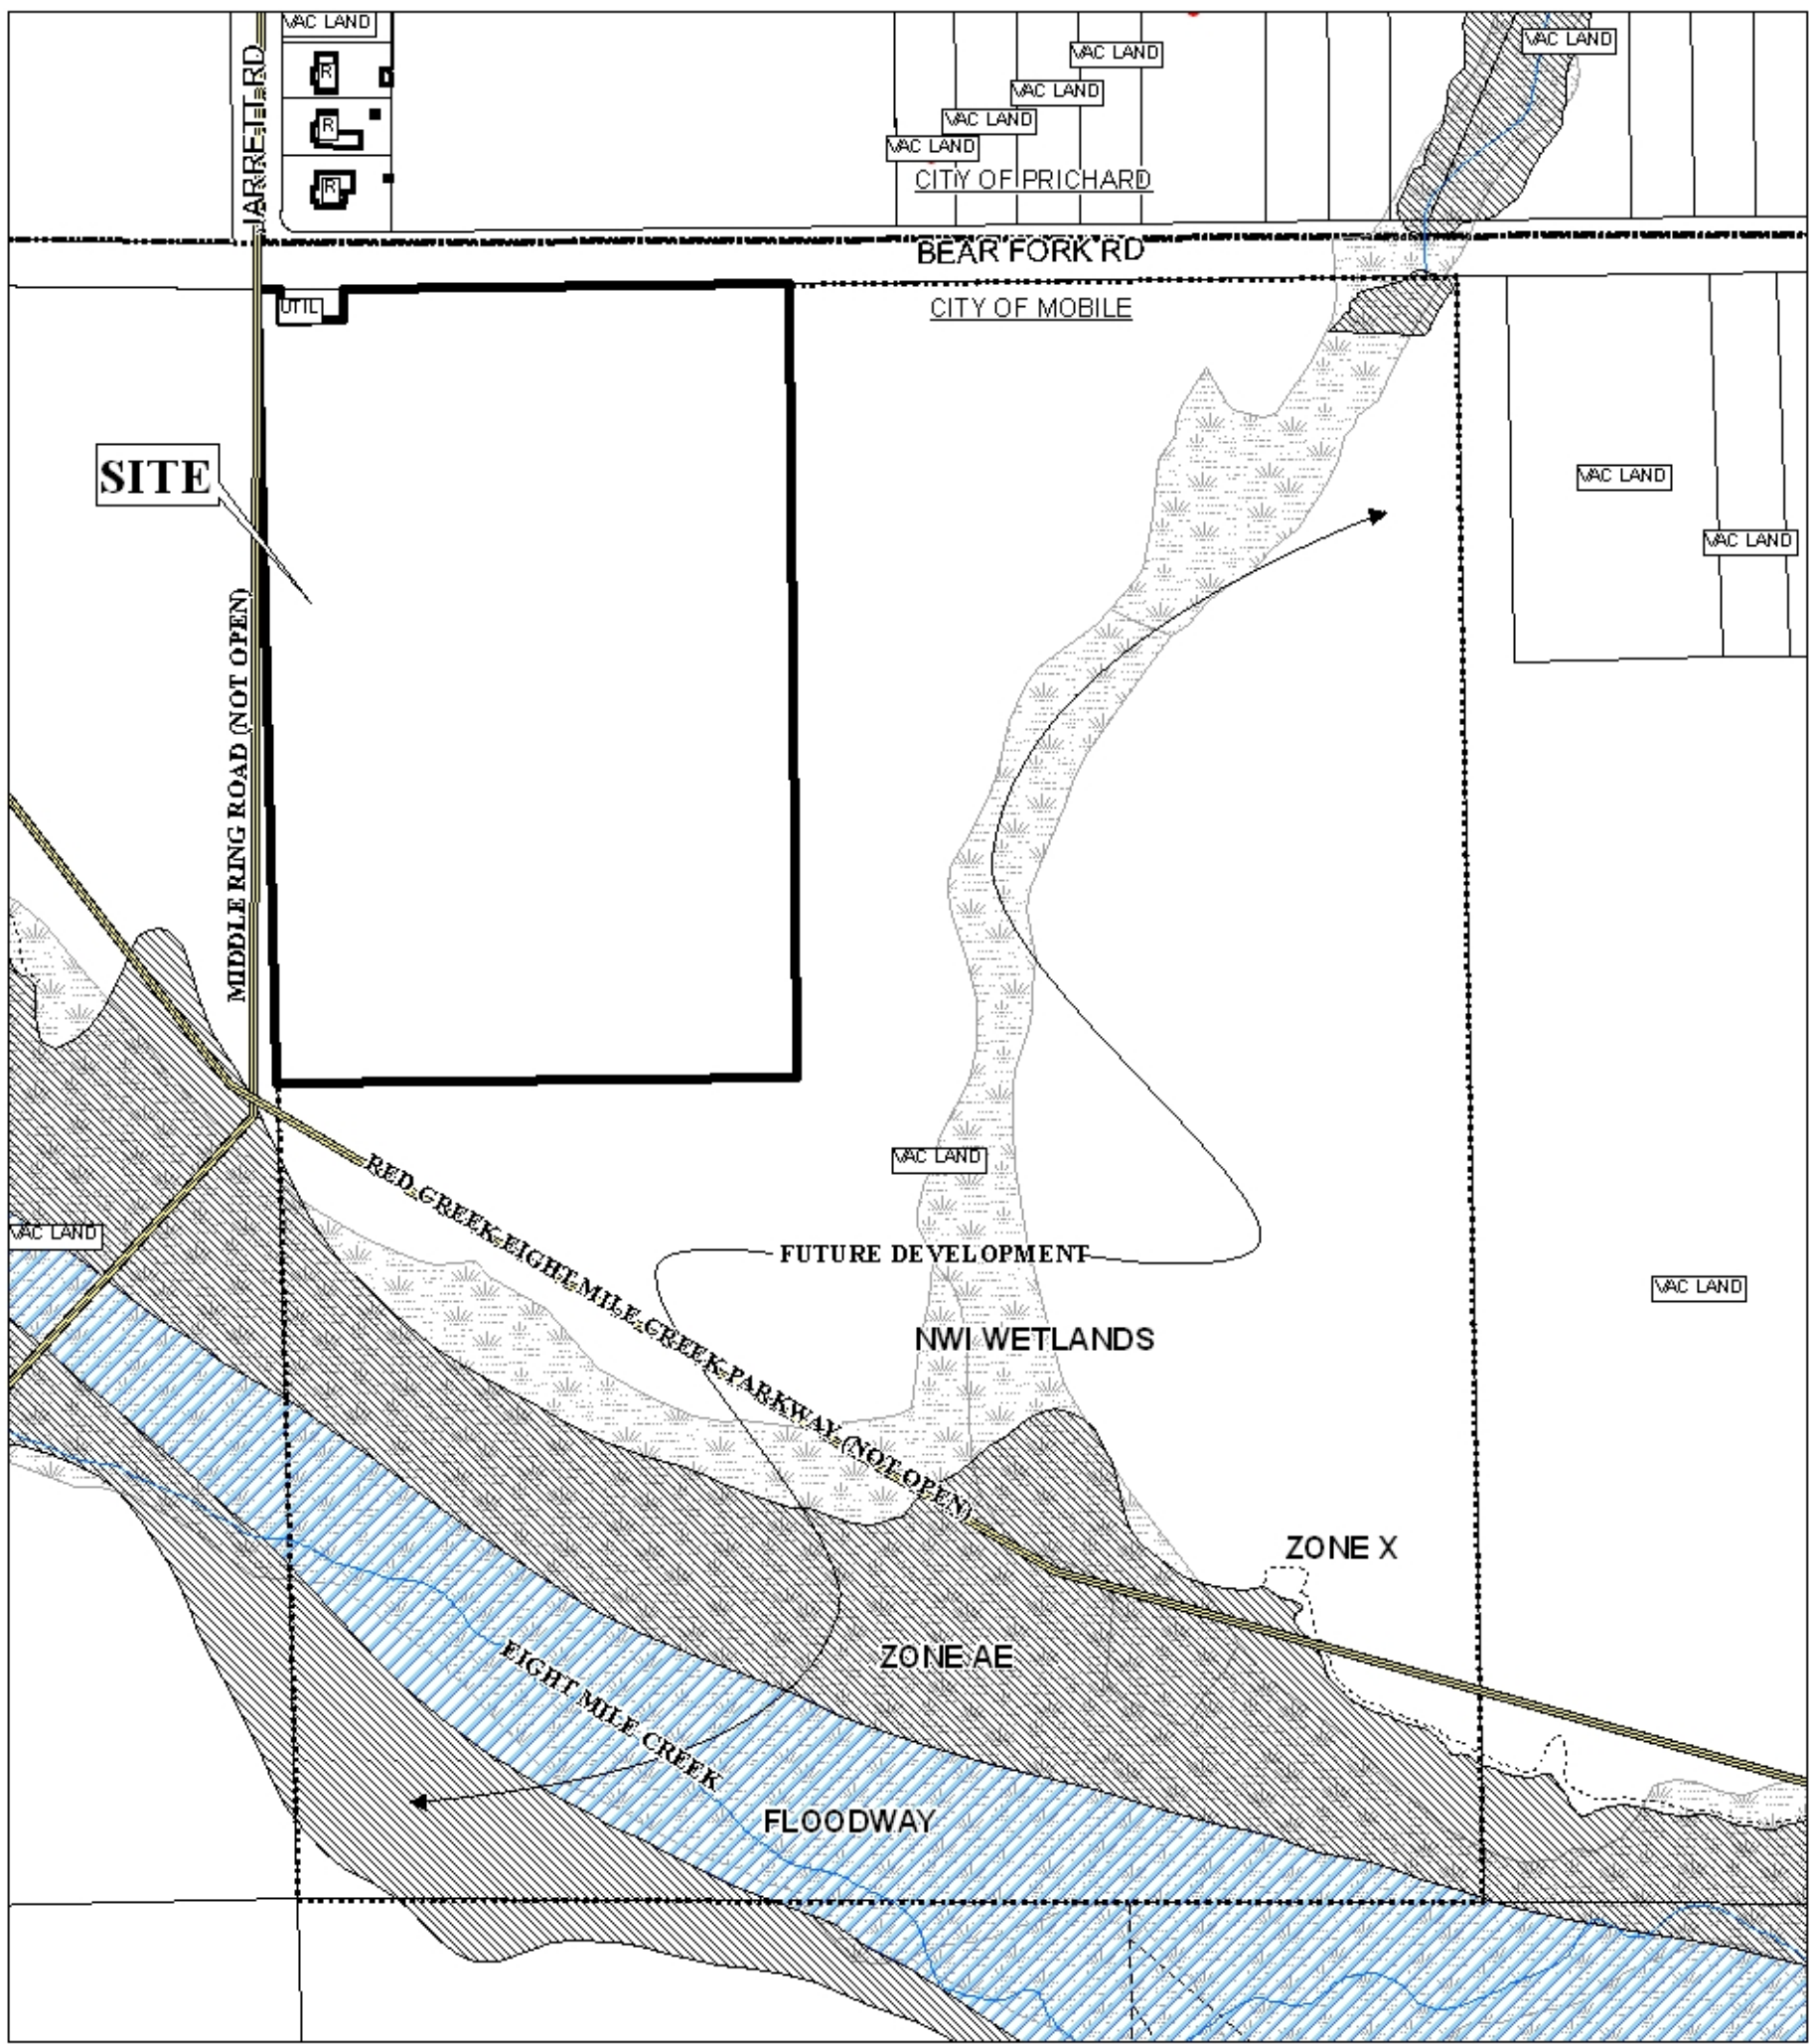 VAC LAND
VAC LAND
JARRETT RD
R
VAC LAND
VAC LAND
R
VAC LAND
VAC LAND
CITY OF PRICHARD
R
BEAR FORK RD
UTIL
CITY OF MOBILE
SITE
VAC LAND
VAC LAND
MIDDLE RING ROAD (NOT OPEN)
VAC LAND
RED CREEK-EIGHT MILE CREEK PARKWAY (NOT OPEN)
VAC LAND
FUTURE DEVELOPMENT
VAC LAND
NWI WETLANDS
ZONE X
ZONE AE
EIGHT MILE CREEK
FLOODWAY